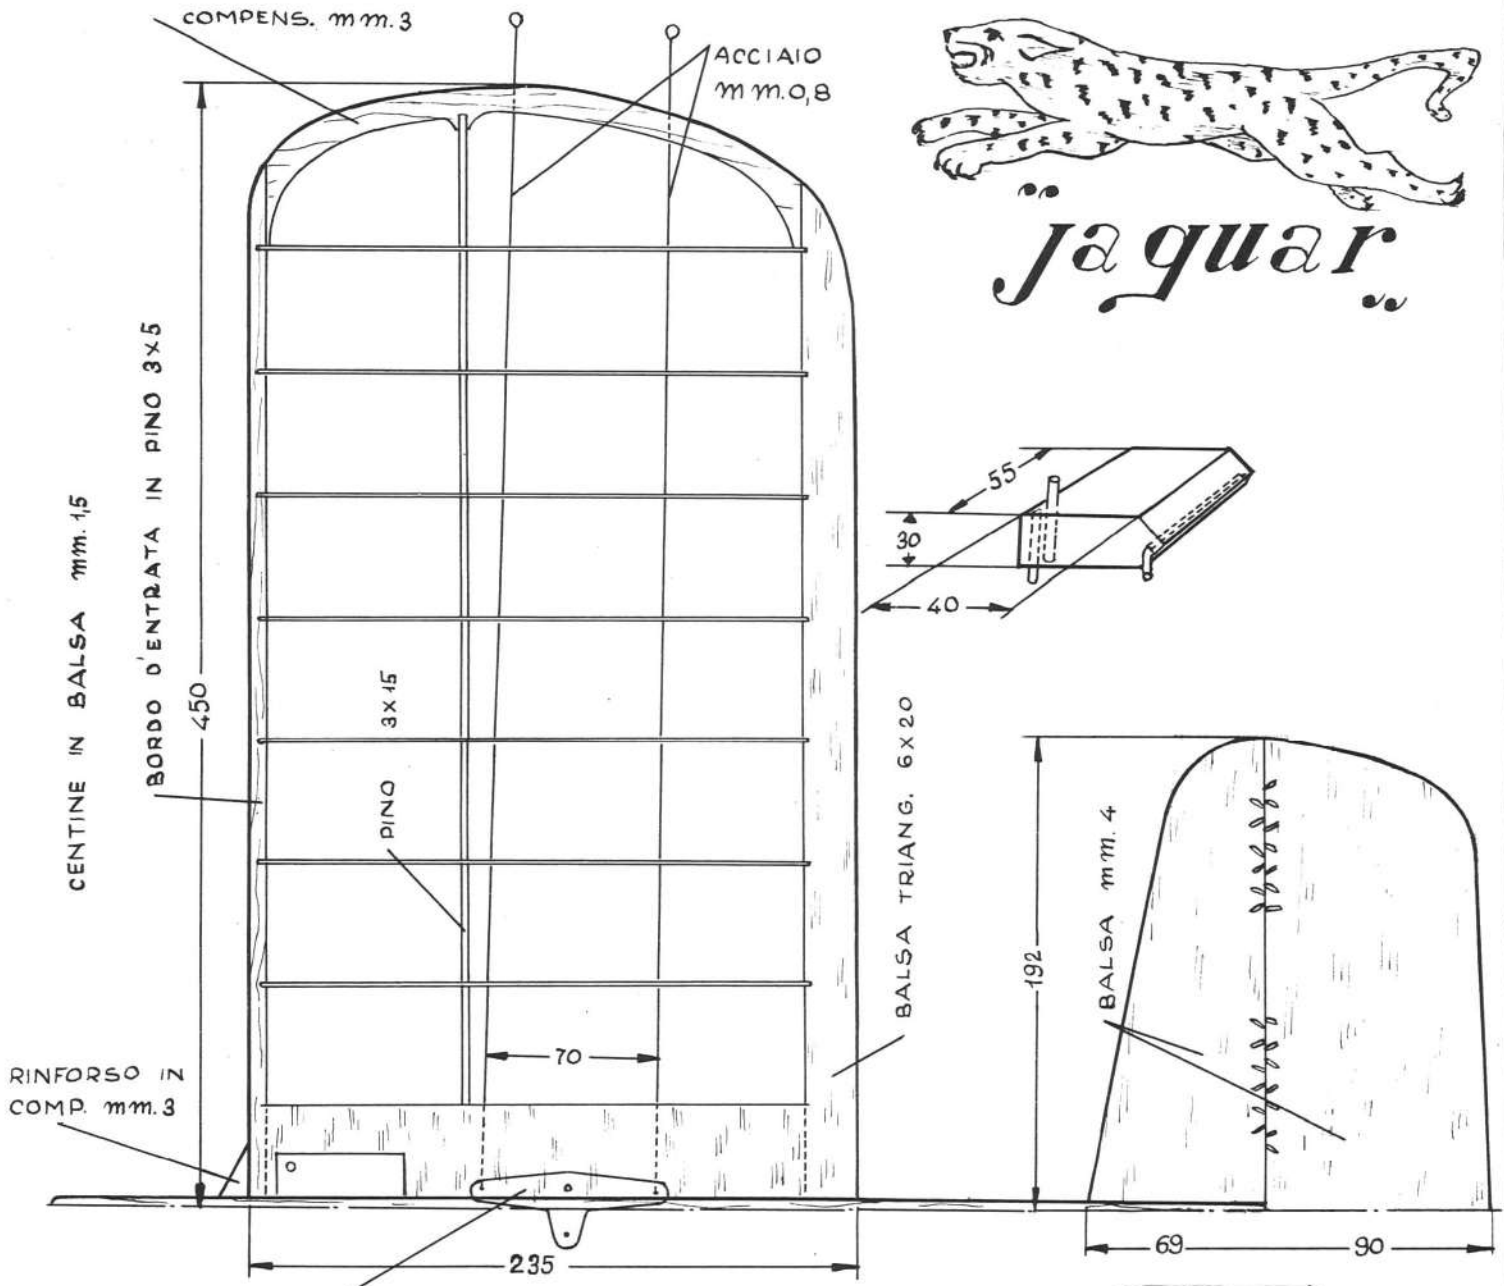 COMPENS. mm. 3
ACCIAIO
mm. 0,8
"Jaguar"
CENTINE IN BALSA mm. 1,5
BORDO D'ENTRATA IN PINO 3x5
450
PINO 3x15
55
30
40
BALSA TRIANG. 6x20
192
BALSA mm. 4
70
RINFORSO IN
COMP. mm. 3
235
69
90